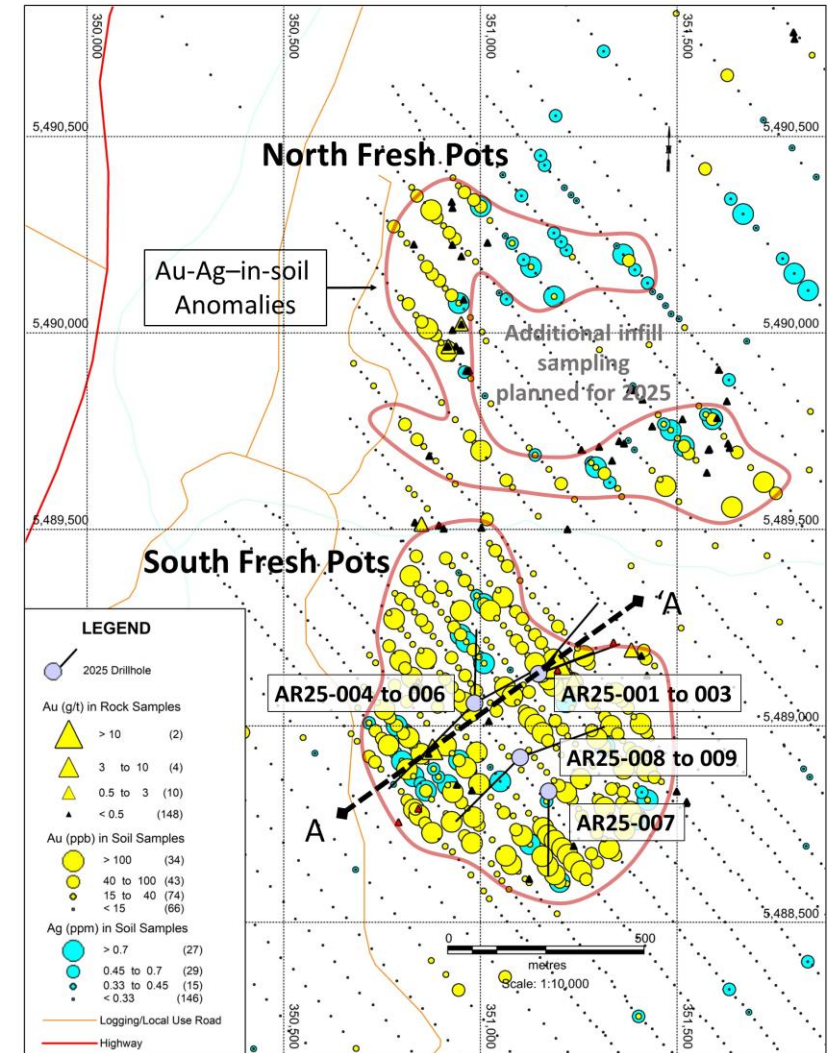 350,000
350,500
351,000
351,500
5,490,500
5,490,500
North Fresh Pots
Au-Ag–in-soil
Anomalies
5,490,000
5,490,000
Additional infill
sampling
planned for 2025
5,489,500
5,489,500
South Fresh Pots
A
LEGEND
2025 Drillhole
AR25-004 to 006
AR25-001 to 003
Au (g/t) in Rock Samples
> 10 (2)
3 to 10 (4)
0.5 to 3 (10)
< 0.5 (148)
5,489,000
AR25-008 to 009
A
AR25-007
Au (ppb) in Soil Samples
> 100 (34)
40 to 100 (43)
15 to 40 (74)
< 15 (66)
5,488,500
Ag (ppm) in Soil Samples
> 0.7 (27)
0.45 to 0.7 (29)
0.33 to 0.45 (15)
< 0.33 (146)
0 500
metres
Scale: 1:10,000
Logging/Local Use Road
Highway
350,500
351,000
351,500